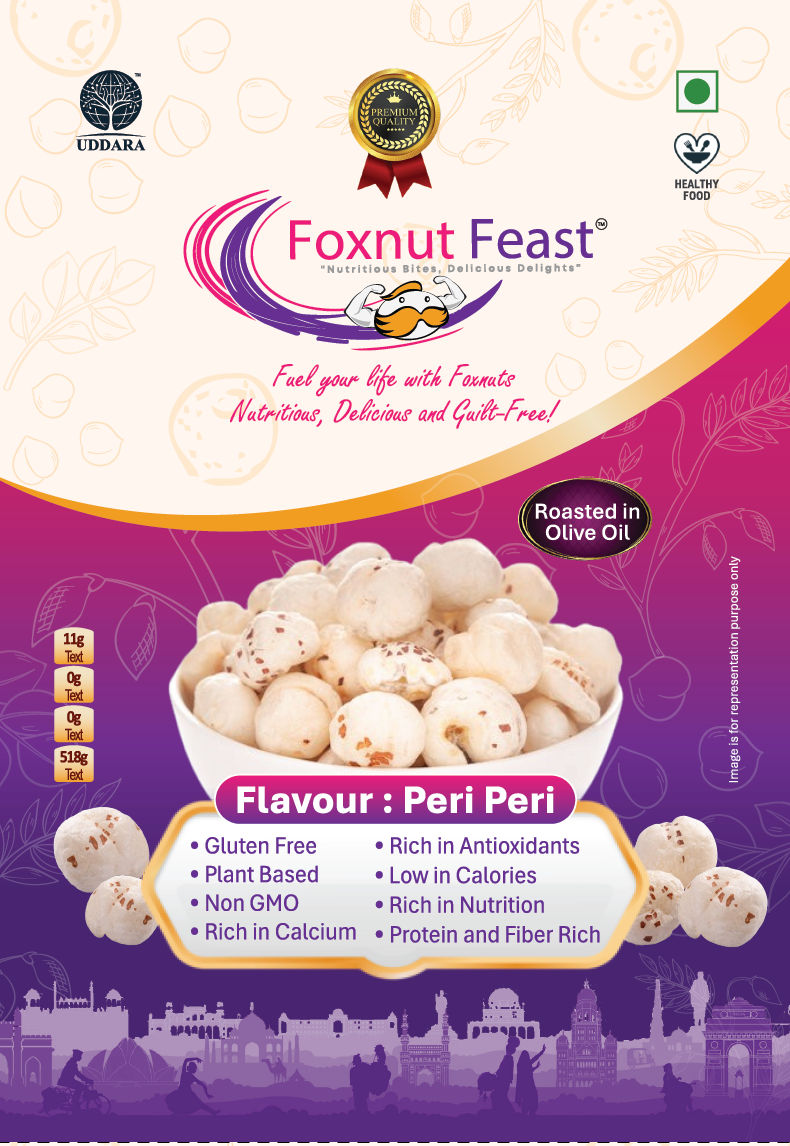 TM
UDDARA
PREMIUM
QUALITY
HEALTHY
FOOD
Foxnut Feast™
"Nutritious Bites, Delicious Delights"
Fuel your life with Foxnuts
Nutritious, Delicious and Guilt-Free!
Roasted in
Olive Oil
11g
Text
0g
Text
0g
Text
518g
Text
Image is for representation purpose only
Flavour : Peri Peri
• Gluten Free
• Plant Based
• Non GMO
• Rich in Calcium
• Rich in Antioxidants
• Low in Calories
• Rich in Nutrition
• Protein and Fiber Rich